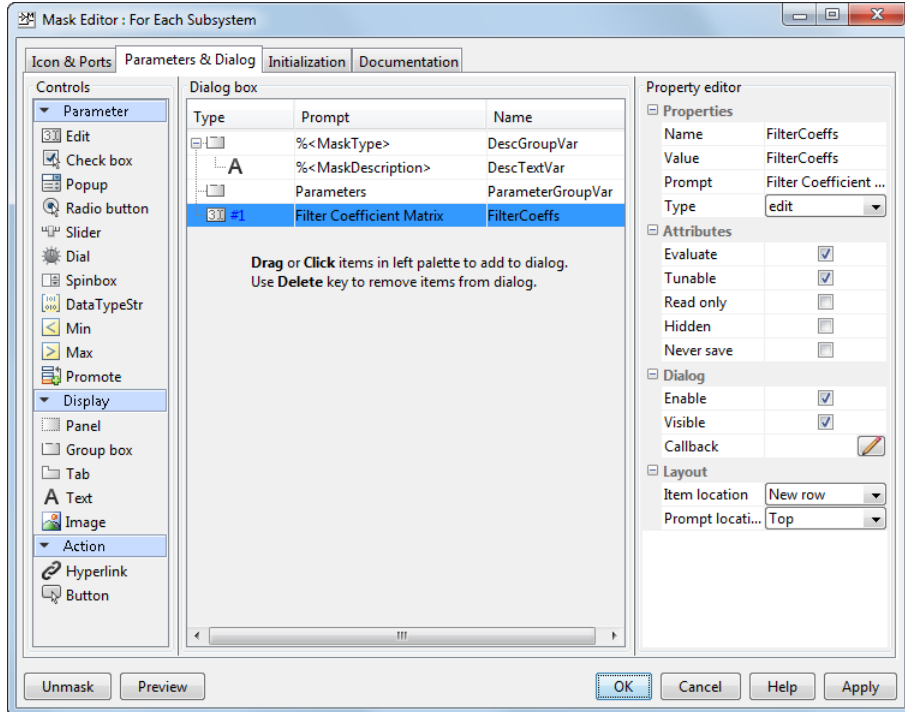 Mask Editor : For Each Subsystem
Icon & Ports Parameters & Dialog Initialization Documentation
Controls
Parameter
Edit
Check box
Popup
Radio button
Slider
Dial
Spinbox
DataTypeStr
Min
Max
Promote
Display
Panel
Group box
Tab
A Text
Image
Action
Hyperlink
Button
Dialog box
Type Prompt Name
%<MaskType> DescGroupVar
A %<MaskDescription> DescTextVar
Parameters ParameterGroupVar
#1 Filter Coefficient Matrix FilterCoeffs
Drag or Click items in left palette to add to dialog.
Use Delete key to remove items from dialog.
Property editor
Properties
Name FilterCoeffs
Value FilterCoeffs
Prompt Filter Coefficient ...
Type edit
Attributes
Evaluate
Tunable
Read only
Hidden
Never save
Dialog
Enable
Visible
Callback
Layout
Item location New row
Prompt locati... Top
Unmask Preview OK Cancel Help Apply